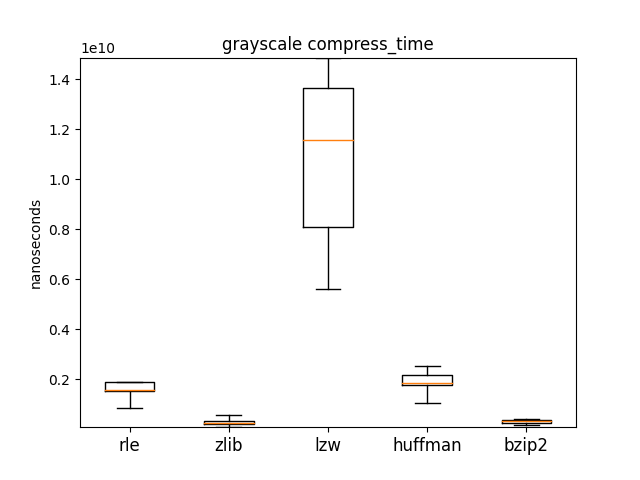 grayscale compress_time
1e10
1.4
1.2
1.0
0.8
0.6
0.4
0.2
nanoseconds
rle zlib lzw huffman bzip2